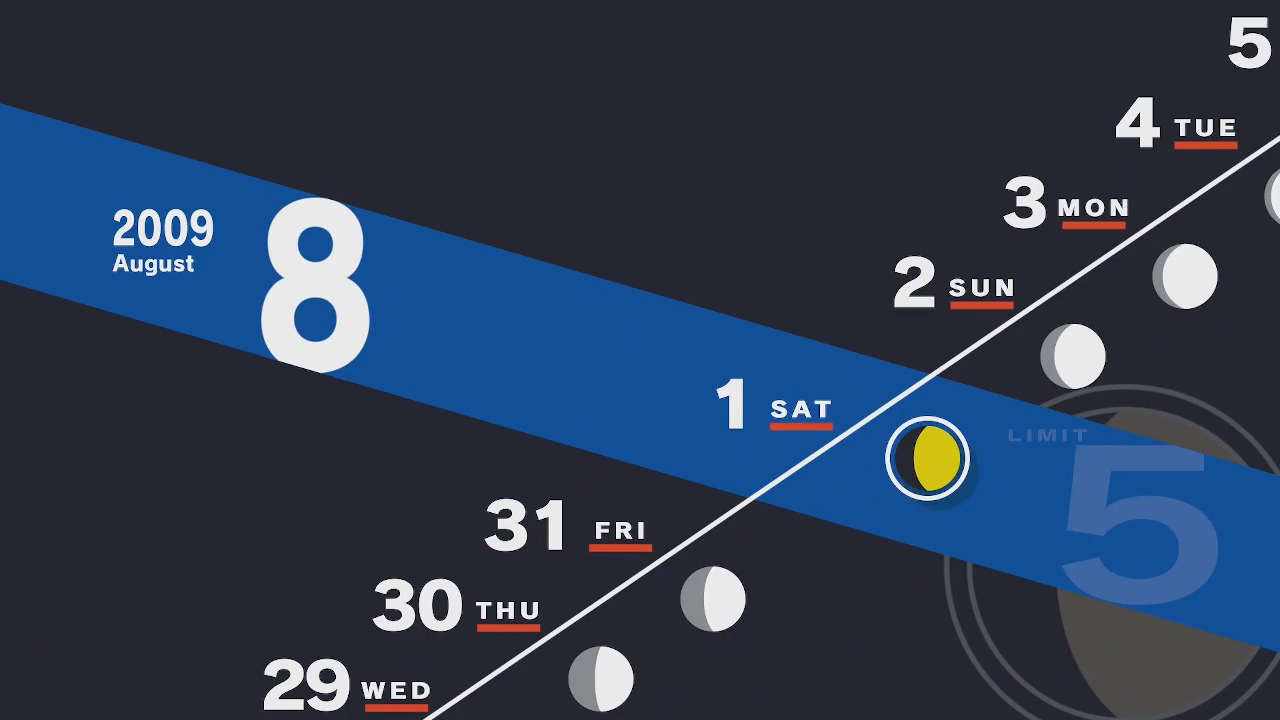 5
4 TUE
3 MON
2 SUN
2009
August
8
1 SAT
LIMIT
5
31 FRI
30 THU
29 WED